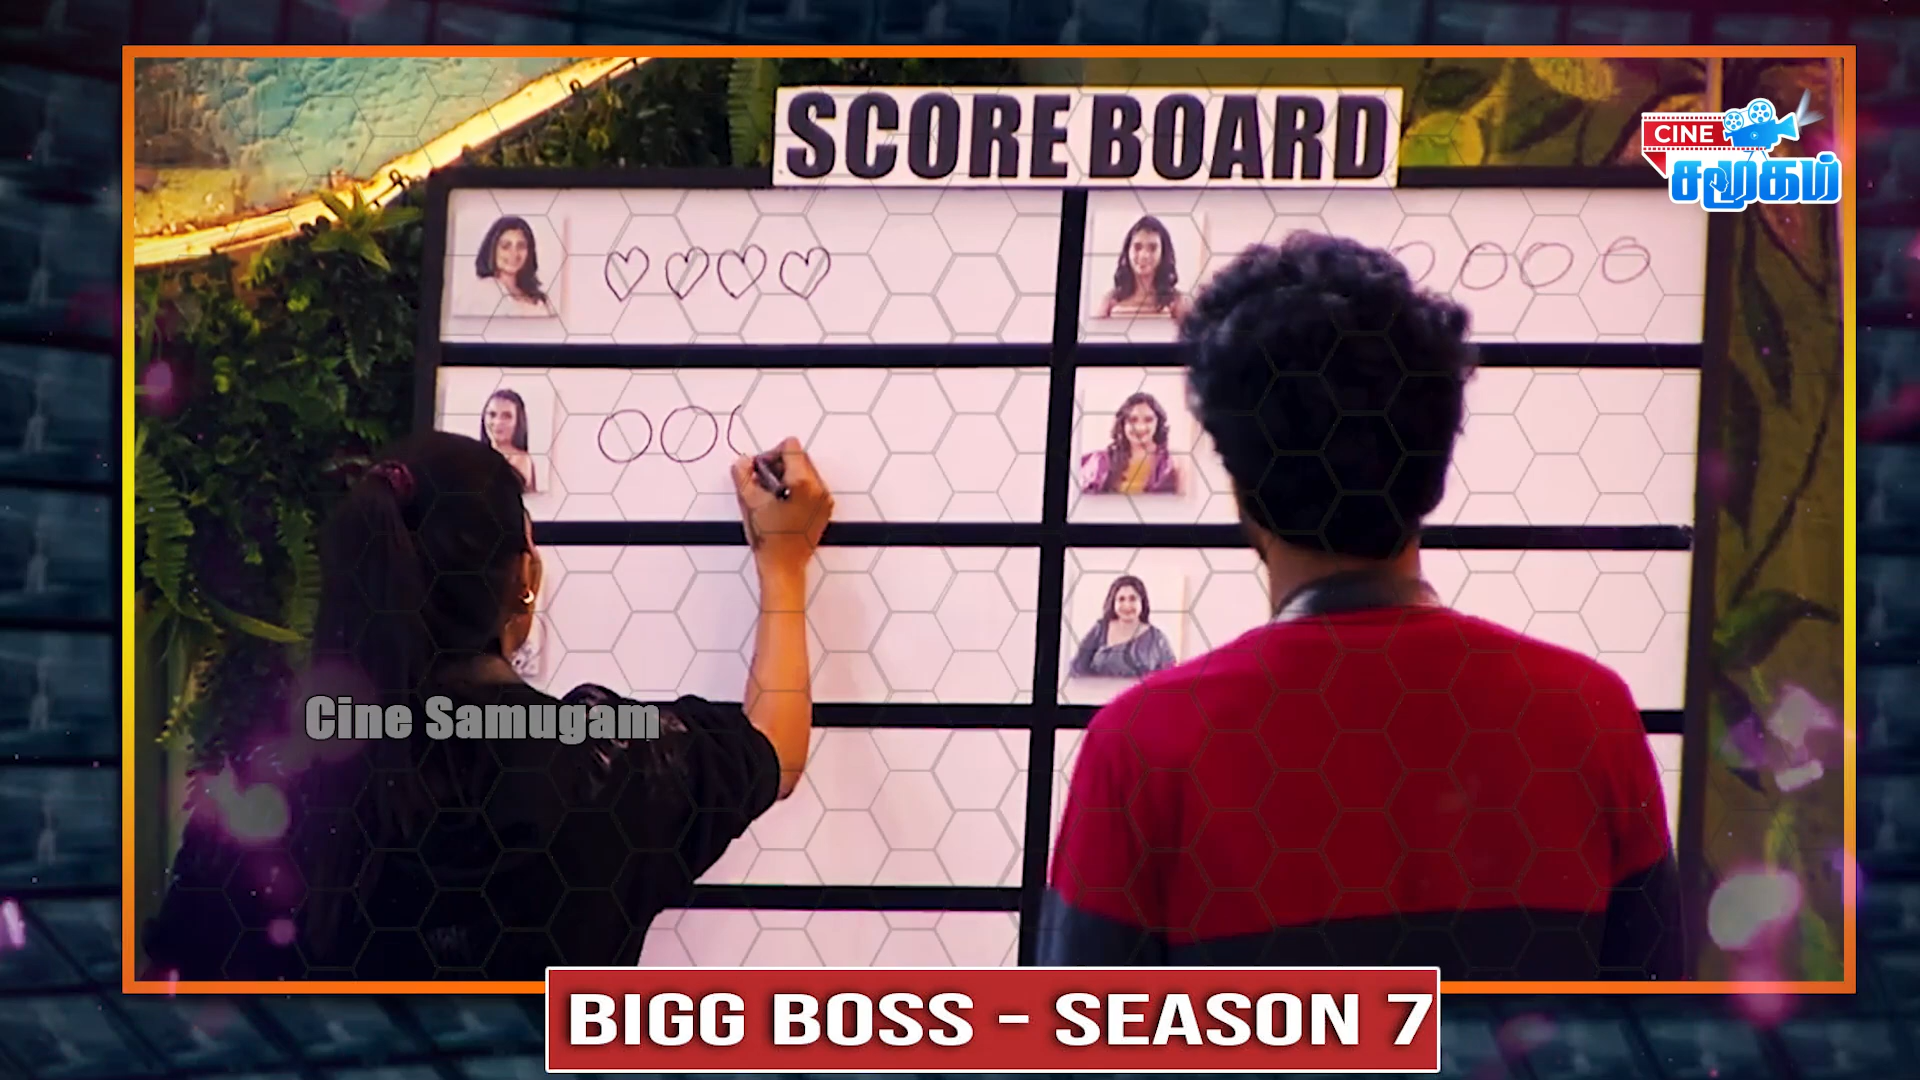 SCORE BOARD
CINE
சமூகம்
Cine Samugam
BIGG BOSS - SEASON 7